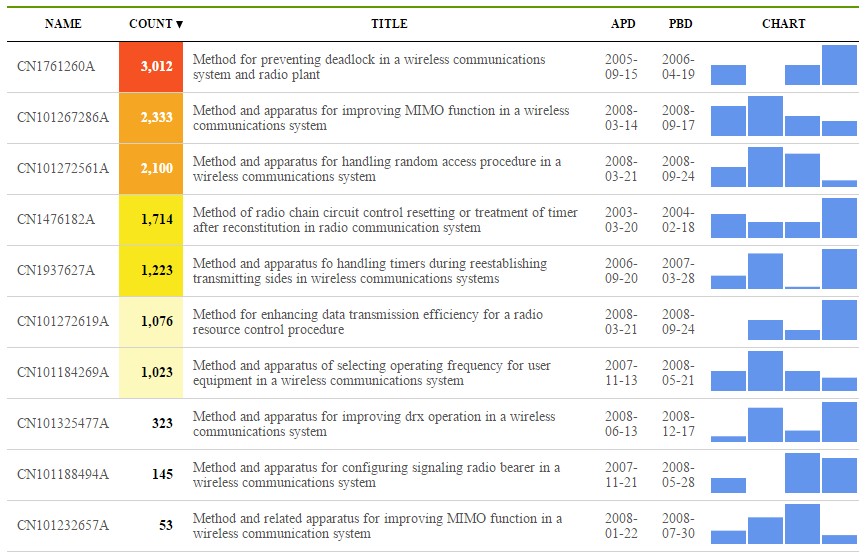 NAME COUNT ▼ TITLE APD PBD CHART
CN1761260A 3,012 Method for preventing deadlock in a wireless communications 2005- 2006-
system and radio plant 09-15 04-19
CN101267286A 2,333 Method and apparatus for improving MIMO function in a wireless 2008- 2008-
communications system 03-14 09-17
CN101272561A 2,100 Method and apparatus for handling random access procedure in a 2008- 2008-
wireless communications system 03-21 09-24
CN1476182A 1,714 Method of radio chain circuit control resetting or treatment of timer 2003- 2004-
after reconstitution in radio communication system 03-20 02-18
CN1937627A 1,223 Method and apparatus fo handling timers during reestablishing 2006- 2007-
transmitting sides in wireless communications systems 09-20 03-28
CN101272619A 1,076 Method for enhancing data transmission efficiency for a radio 2008- 2008-
resource control procedure 03-21 09-24
CN101184269A 1,023 Method and apparatus of selecting operating frequency for user 2007- 2008-
equipment in a wireless communications system 11-13 05-21
CN101325477A 323 Method and apparatus for improving drx operation in a wireless 2008- 2008-
communications system 06-13 12-17
CN101188494A 145 Method and apparatus for configuring signaling radio bearer in a 2007- 2008-
wireless communications system 11-21 05-28
CN101232657A 53 Method and related apparatus for improving MIMO function in a 2008- 2008-
wireless communication system 01-22 07-30